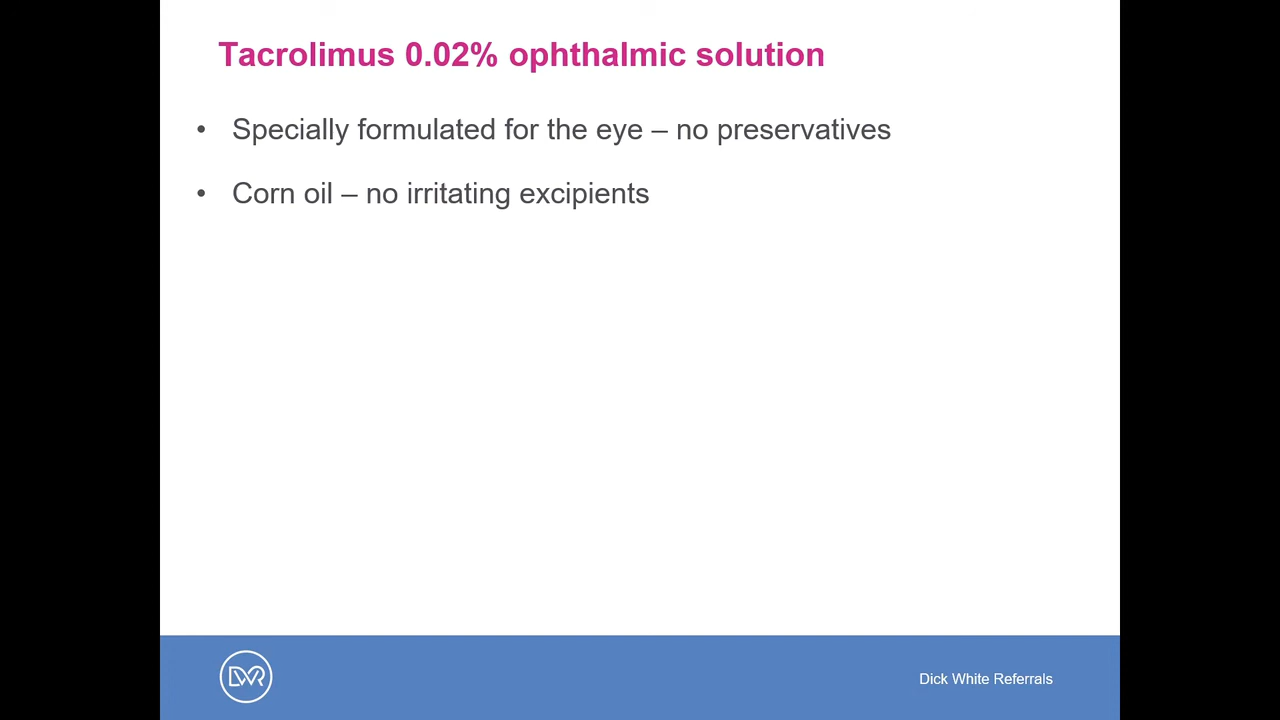 Tacrolimus 0.02% ophthalmic solution
• Specially formulated for the eye – no preservatives
• Corn oil – no irritating excipients
DWR
Dick White Referrals